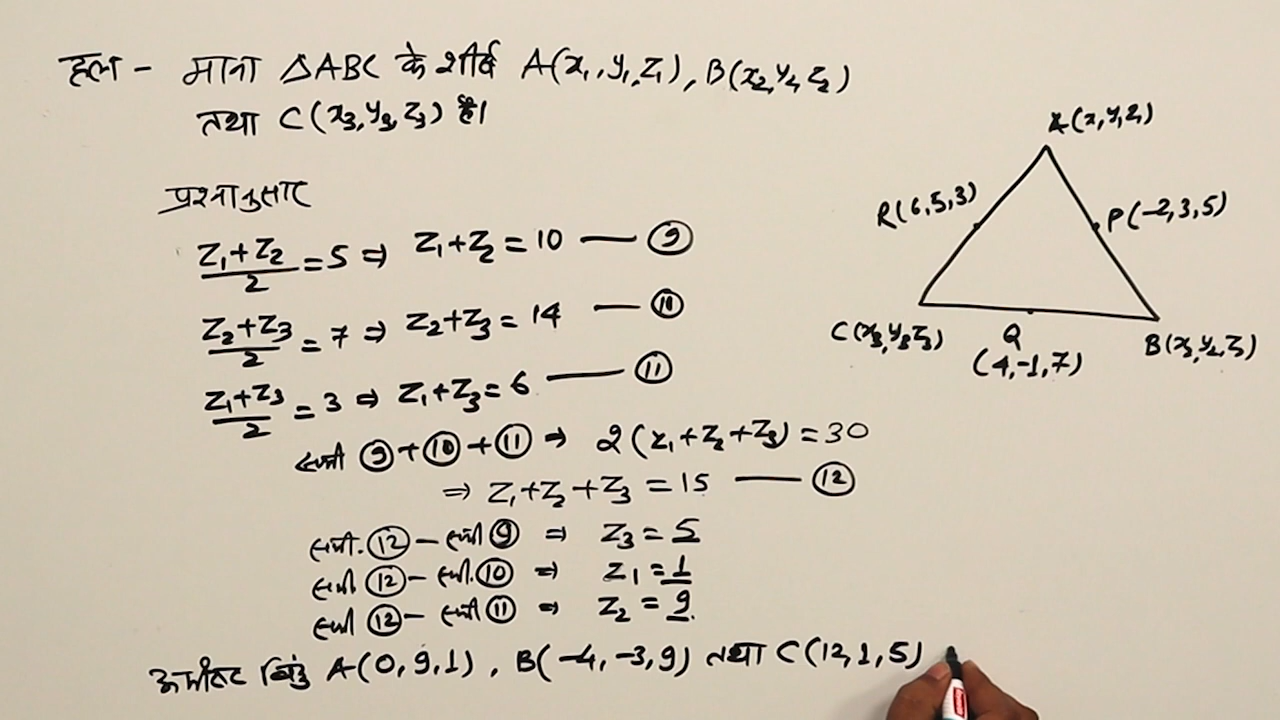 हल - माना △ABC के शीर्ष A(x₁, y₁, z₁), B(x₂, y₂, z₂)
तथा C(x₃, y₃, z₃) है।
प्रश्नानुसार
(z₁+z₂)/2 = 5 ⇒ z₁+z₂ = 10 — ⑨
(z₂+z₃)/2 = 7 ⇒ z₂+z₃ = 14 — ⑩
(z₁+z₃)/2 = 3 ⇒ z₁+z₃ = 6 — ⑪
समी ⑨+⑩+⑪ ⇒ 2(z₁+z₂+z₃) = 30
⇒ z₁+z₂+z₃ = 15 — ⑫
समी. ⑫ - समी ⑨ ⇒ z₃ = 5
समी ⑫ - समी. ⑩ ⇒ z₁ = 1
समी ⑫ - समी ⑪ ⇒ z₂ = 9
बिंदु A(0, 9, 1), B(-4, -3, 9) तथा C(12, 1, 5)
A(x, y, z)
R(6, 5, 3)
P(-2, 3, 5)
C(x₃, y₃, z₃)
Q
(4, -1, 7)